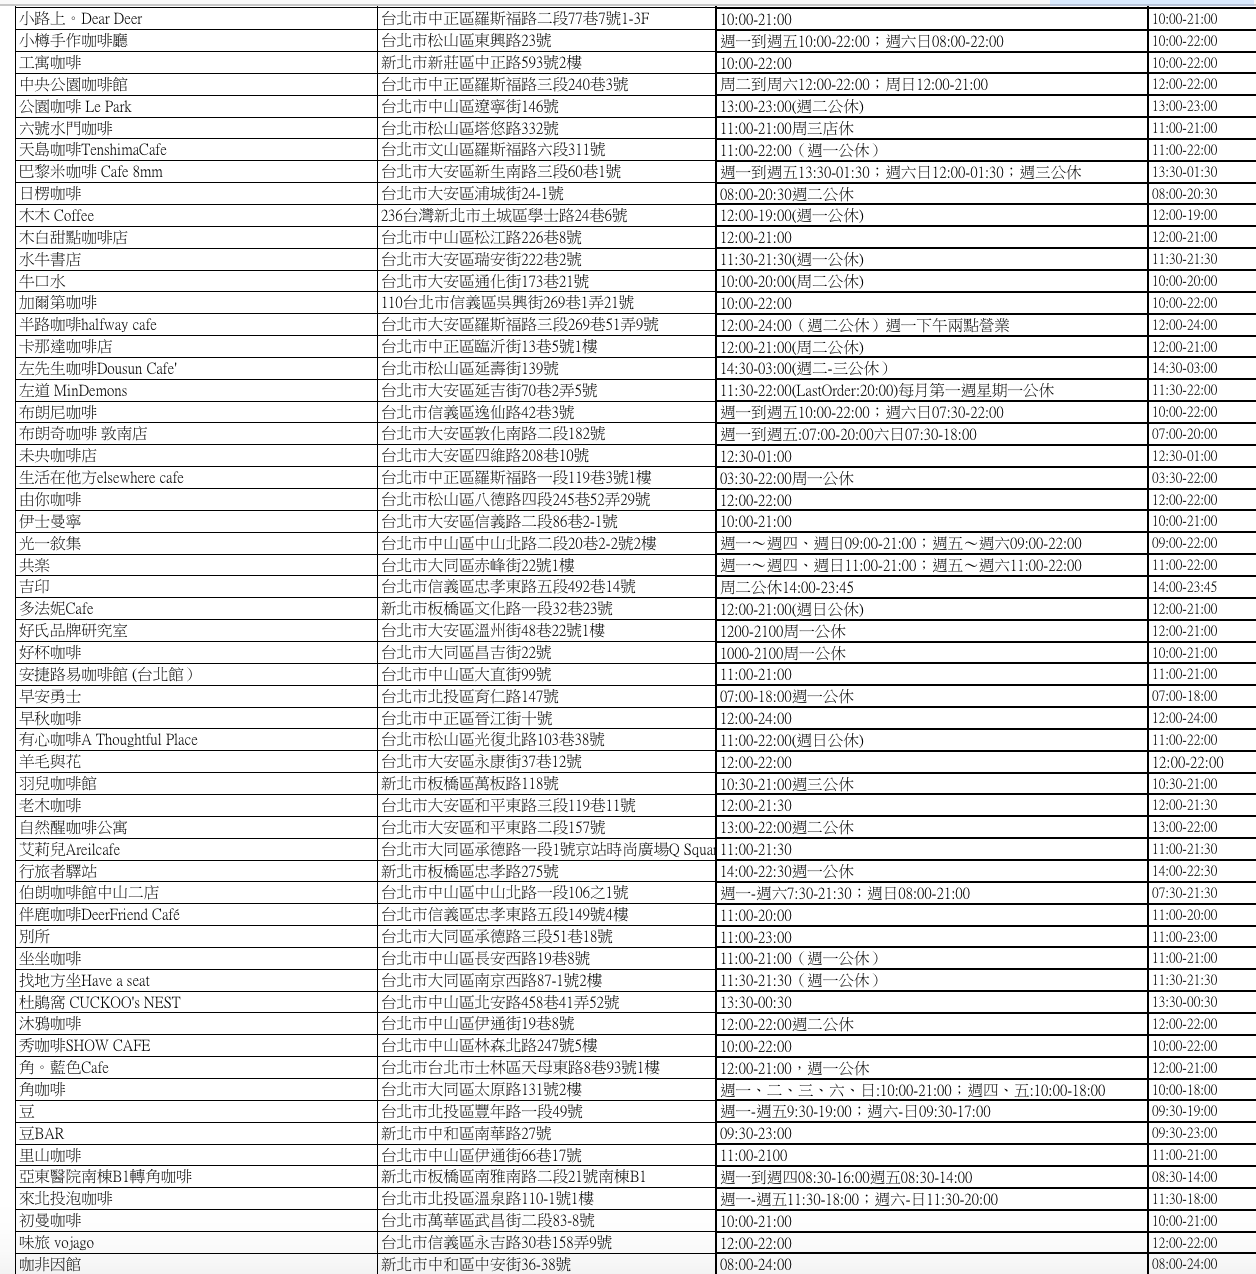 小路上。Dear Deer 台北市中正區羅斯福路二段77巷7號1-3F 10:00-21:00 10:00-21:00
小樽手作咖啡廳 台北市松山區東興路23號 週一到週五10:00-22:00；週六日08:00-22:00 10:00-22:00
工寓咖啡 新北市新莊區中正路593號2樓 10:00-22:00 10:00-22:00
中央公園咖啡館 台北市中正區羅斯福路三段240巷3號 周二到周六12:00-22:00；周日12:00-21:00 12:00-22:00
公園咖啡 Le Park 台北市中山區遼寧街146號 13:00-23:00(週二公休) 13:00-23:00
六號水門咖啡 台北市松山區塔悠路332號 11:00-21:00周三店休 11:00-21:00
天島咖啡TenshimaCafe 台北市文山區羅斯福路六段311號 11:00-22:00（週一公休） 11:00-22:00
巴黎米咖啡 Cafe 8mm 台北市大安區新生南路三段60巷1號 週一到週五13:30-01:30；週六日12:00-01:30；週三公休 13:30-01:30
日楞咖啡 台北市大安區浦城街24-1號 08:00-20:30週二公休 08:00-20:30
木木 Coffee 236台灣新北市土城區學士路24巷6號 12:00-19:00(週一公休) 12:00-19:00
木白甜點咖啡店 台北市中山區松江路226巷8號 12:00-21:00 12:00-21:00
水牛書店 台北市大安區瑞安街222巷2號 11:30-21:30(週一公休) 11:30-21:30
牛口水 台北市大安區通化街173巷21號 10:00-20:00(周二公休) 10:00-20:00
加爾第咖啡 110台北市信義區吳興街269巷1弄21號 10:00-22:00 10:00-22:00
半路咖啡halfway cafe 台北市大安區羅斯福路三段269巷51弄9號 12:00-24:00（週二公休）週一下午兩點營業 12:00-24:00
卡那達咖啡店 台北市中正區臨沂街13巷5號1樓 12:00-21:00(周二公休) 12:00-21:00
左先生咖啡Dousun Cafe' 台北市松山區延壽街139號 14:30-03:00(週二-三公休） 14:30-03:00
左道 MinDemons 台北市大安區延吉街70巷2弄5號 11:30-22:00(LastOrder:20:00)每月第一週星期一公休 11:30-22:00
布朗尼咖啡 台北市信義區逸仙路42巷3號 週一到週五10:00-22:00；週六日07:30-22:00 10:00-22:00
布朗奇咖啡 敦南店 台北市大安區敦化南路二段182號 週一到週五:07:00-20:00六日07:30-18:00 07:00-20:00
未央咖啡店 台北市大安區四維路208巷10號 12:30-01:00 12:30-01:00
生活在他方elsewhere cafe 台北市中正區羅斯福路一段119巷3號1樓 03:30-22:00周一公休 03:30-22:00
由你咖啡 台北市松山區八德路四段245巷52弄29號 12:00-22:00 12:00-22:00
伊士曼寧 台北市大安區信義路二段86巷2-1號 10:00-21:00 10:00-21:00
光一敘集 台北市中山區中山北路二段20巷2-2號2樓 週一～週四、週日09:00-21:00；週五～週六09:00-22:00 09:00-22:00
共楽 台北市大同區赤峰街22號1樓 週一～週四、週日11:00-21:00；週五～週六11:00-22:00 11:00-22:00
吉印 台北市信義區忠孝東路五段492巷14號 周二公休14:00-23:45 14:00-23:45
多法妮Cafe 新北市板橋區文化路一段32巷23號 12:00-21:00(週日公休) 12:00-21:00
好氏品牌研究室 台北市大安區溫州街48巷22號1樓 1200-2100周一公休 12:00-21:00
好杯咖啡 台北市大同區昌吉街22號 1000-2100周一公休 10:00-21:00
安捷路易咖啡館 (台北館） 台北市中山區大直街99號 11:00-21:00 11:00-21:00
早安勇士 台北市北投區育仁路147號 07:00-18:00週一公休 07:00-18:00
早秋咖啡 台北市中正區晉江街十號 12:00-24:00 12:00-24:00
有心咖啡A Thoughtful Place 台北市松山區光復北路103巷38號 11:00-22:00(週日公休) 11:00-22:00
羊毛與花 台北市大安區永康街37巷12號 12:00-22:00 12:00-22:00
羽兒咖啡館 新北市板橋區萬板路118號 10:30-21:00週三公休 10:30-21:00
老木咖啡 台北市大安區和平東路三段119巷11號 12:00-21:30 12:00-21:30
自然醒咖啡公寓 台北市大安區和平東路二段157號 13:00-22:00週二公休 13:00-22:00
艾莉兒Areilcafe 台北市大同區承德路一段1號京站時尚廣場Q Squar 11:00-21:30 11:00-21:30
行旅者驛站 新北市板橋區忠孝路275號 14:00-22:30週一公休 14:00-22:30
伯朗咖啡館中山二店 台北市中山區中山北路一段106之1號 週一-週六7:30-21:30；週日08:00-21:00 07:30-21:30
伴鹿咖啡DeerFriend Café 台北市信義區忠孝東路五段149號4樓 11:00-20:00 11:00-20:00
別所 台北市大同區承德路三段51巷18號 11:00-23:00 11:00-23:00
坐坐咖啡 台北市中山區長安西路19巷8號 11:00-21:00（週一公休） 11:00-21:00
找地方坐Have a seat 台北市大同區南京西路87-1號2樓 11:30-21:30（週一公休） 11:30-21:30
杜鵑窩 CUCKOO's NEST 台北市中山區北安路458巷41弄52號 13:30-00:30 13:30-00:30
沐鴉咖啡 台北市中山區伊通街19巷8號 12:00-22:00週二公休 12:00-22:00
秀咖啡SHOW CAFE 台北市中山區林森北路247號5樓 10:00-22:00 10:00-22:00
角。藍色Cafe 台北市台北市士林區天母東路8巷93號1樓 12:00-21:00，週一公休 12:00-21:00
角咖啡 台北市大同區太原路131號2樓 週一、二、三、六、日:10:00-21:00；週四、五:10:00-18:00 10:00-18:00
豆 台北市北投區豐年路一段49號 週一-週五9:30-19:00；週六-日09:30-17:00 09:30-19:00
豆BAR 新北市中和區南華路27號 09:30-23:00 09:30-23:00
里山咖啡 台北市中山區伊通街66巷17號 11:00-2100 11:00-21:00
亞東醫院南棟B1轉角咖啡 新北市板橋區南雅南路二段21號南棟B1 週一到週四08:30-16:00週五08:30-14:00 08:30-14:00
來北投泡咖啡 台北市北投區溫泉路110-1號1樓 週一-週五11:30-18:00；週六-日11:30-20:00 11:30-18:00
初曼咖啡 台北市萬華區武昌街二段83-8號 10:00-21:00 10:00-21:00
味旅 vojago 台北市信義區永吉路30巷158弄9號 12:00-22:00 12:00-22:00
咖非因館 新北市中和區中安街36-38號 08:00-24:00 08:00-24:00